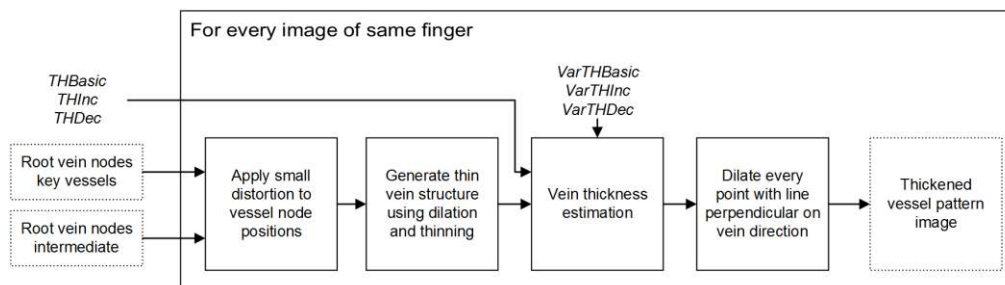 For every image of same finger
THBasic
THInc
THDec
VarTHBasic
VarTHInc
VarTHDec
Root vein nodes
key vessels
Root vein nodes
intermediate
Apply small
distortion to
vessel node
positions
Generate thin
vein structure
using dilation
and thinning
Vein thickness
estimation
Dilate every
point with line
perpendicular on
vein direction
Thickened
vessel pattern
image